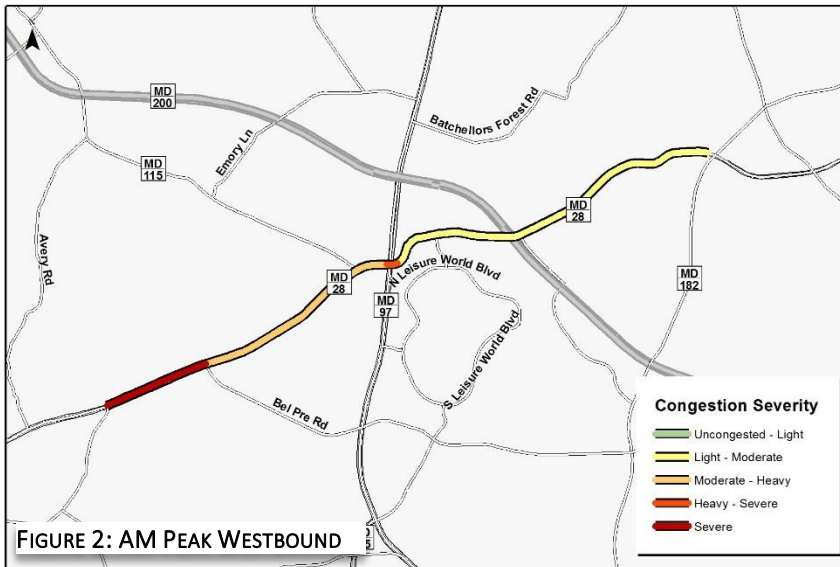 MD
200
Batchellors Forest Rd
Emory Ln
MD
115
MD
28
Avery Rd
N Leisure World Blvd
MD
28
MD
182
MD
97
S Leisure World Blvd
Bel Pre Rd
Congestion Severity
Uncongested - Light
Light - Moderate
Moderate - Heavy
Heavy - Severe
Severe
FIGURE 2: AM PEAK WESTBOUND